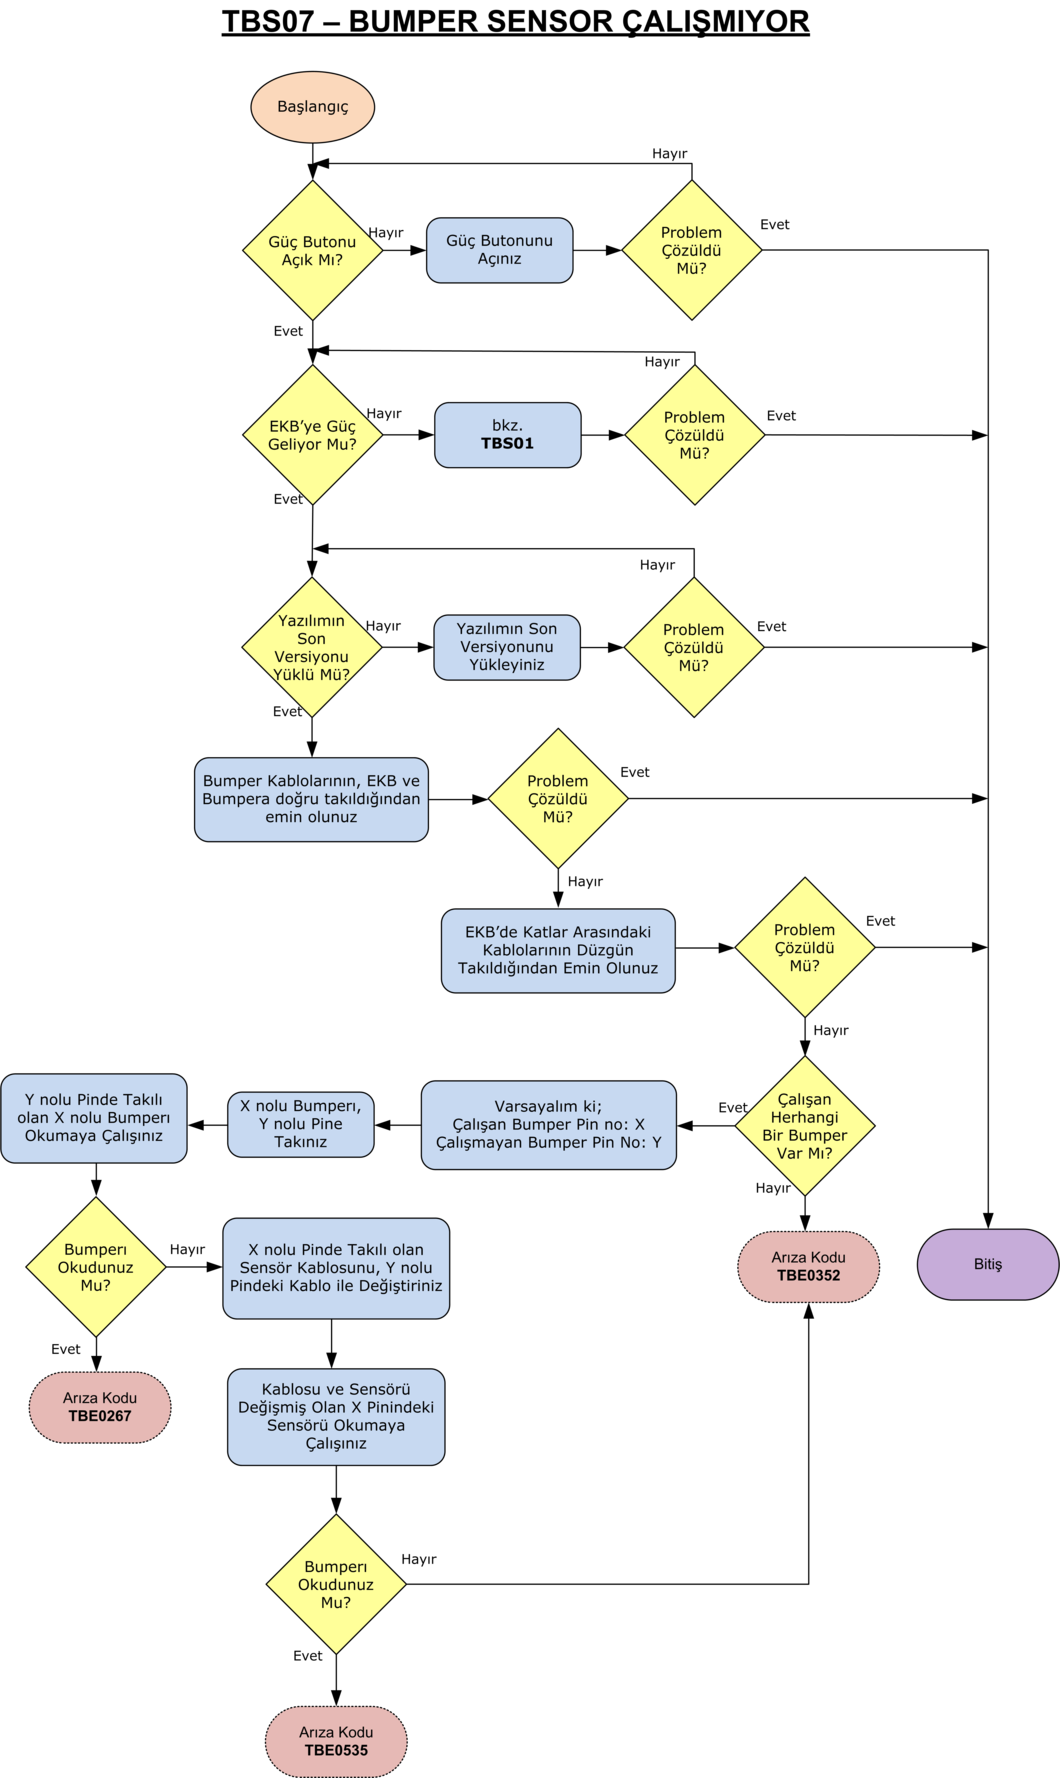 TBS07 – BUMPER SENSOR ÇALIŞMIYOR
Başlangıç
Hayır
Güç Butonu
Açık Mı?
Hayır
Güç Butonunu
Açınız
Problem
Çözüldü
Mü?
Evet
Evet
Hayır
EKB’ye Güç
Geliyor Mu?
Hayır
bkz.
TBS01
Problem
Çözüldü
Mü?
Evet
Evet
Hayır
Yazılımın
Son
Versiyonu
Yüklü Mü?
Hayır
Yazılımın Son
Versiyonunu
Yükleyiniz
Problem
Çözüldü
Mü?
Evet
Evet
Bumper Kablolarının, EKB ve
Bumpera doğru takıldığından
emin olunuz
Problem
Çözüldü
Mü?
Evet
Hayır
EKB’de Katlar Arasındaki
Kablolarının Düzgün
Takıldığından Emin Olunuz
Problem
Çözüldü
Mü?
Evet
Hayır
Çalışan
Herhangi
Bir Bumper
Var Mı?
Evet
Varsayalım ki;
Çalışan Bumper Pin no: X
Çalışmayan Bumper Pin No: Y
X nolu Bumperı,
Y nolu Pine
Takınız
Y nolu Pinde Takılı
olan X nolu Bumperı
Okumaya Çalışınız
Hayır
Arıza Kodu
TBE0352
Bitiş
Bumperı
Okudunuz
Mu?
Hayır
X nolu Pinde Takılı olan
Sensör Kablosunu, Y nolu
Pindeki Kablo ile Değiştiriniz
Evet
Arıza Kodu
TBE0267
Kablosu ve Sensörü
Değişmiş Olan X Pinindeki
Sensörü Okumaya
Çalışınız
Bumperı
Okudunuz
Mu?
Hayır
Evet
Arıza Kodu
TBE0535